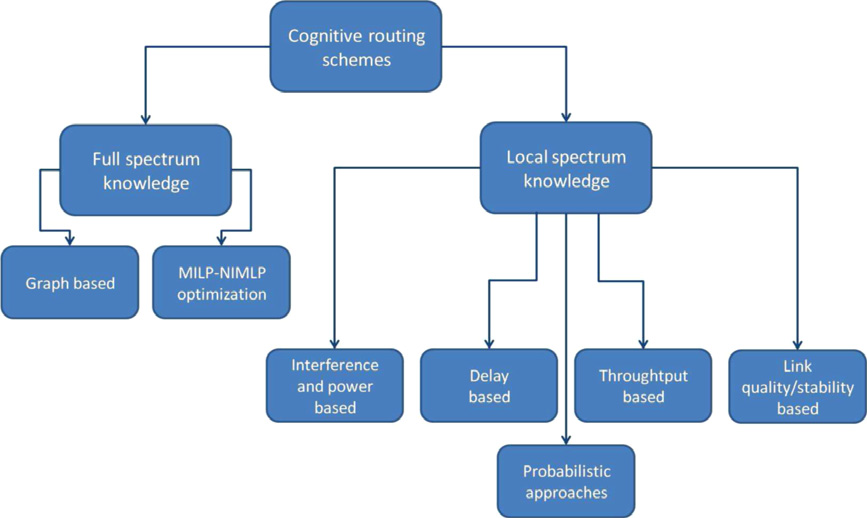 Cognitive routing
schemes
Full spectrum
knowledge
Local spectrum
knowledge
Graph based
MILP-NIMLP
optimization
Interference
and power
based
Delay
based
Throughtput
based
Link
quality/stability
based
Probabilistic
approaches